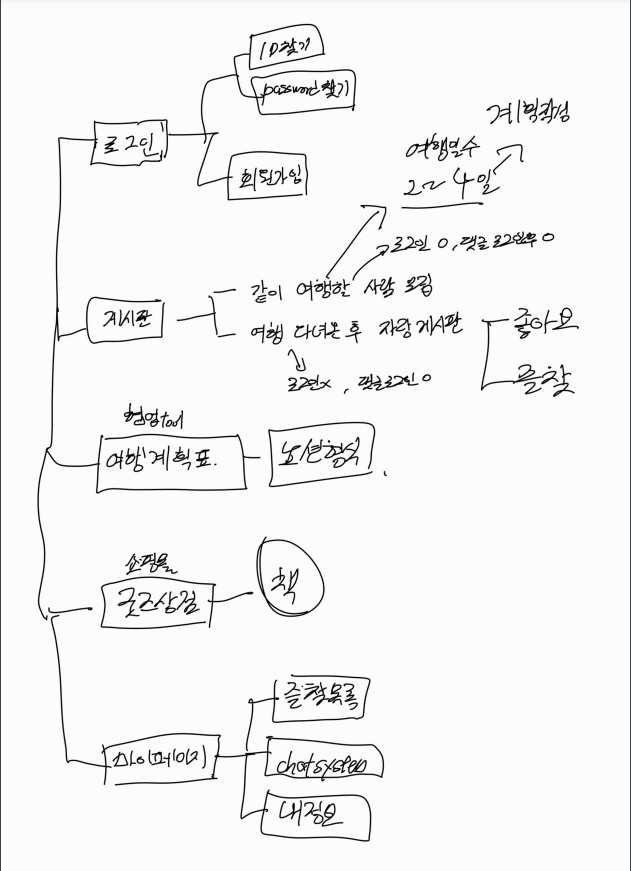 ID찾기
password찾기
로그인
회원가입
계획작성
여행일수
2~4일
로그인 O, 댓글 로그인후 O
같이 여행할 사람 모집
게시판
여행 다녀온 후 자랑 게시판
좋아요
즐찾
로그인x, 댓글로그인 O
협업tool
여행계획표.
노션형식
쇼핑몰
굿즈상점
책
즐찾목록
마이페이지
chatsystem
내정보